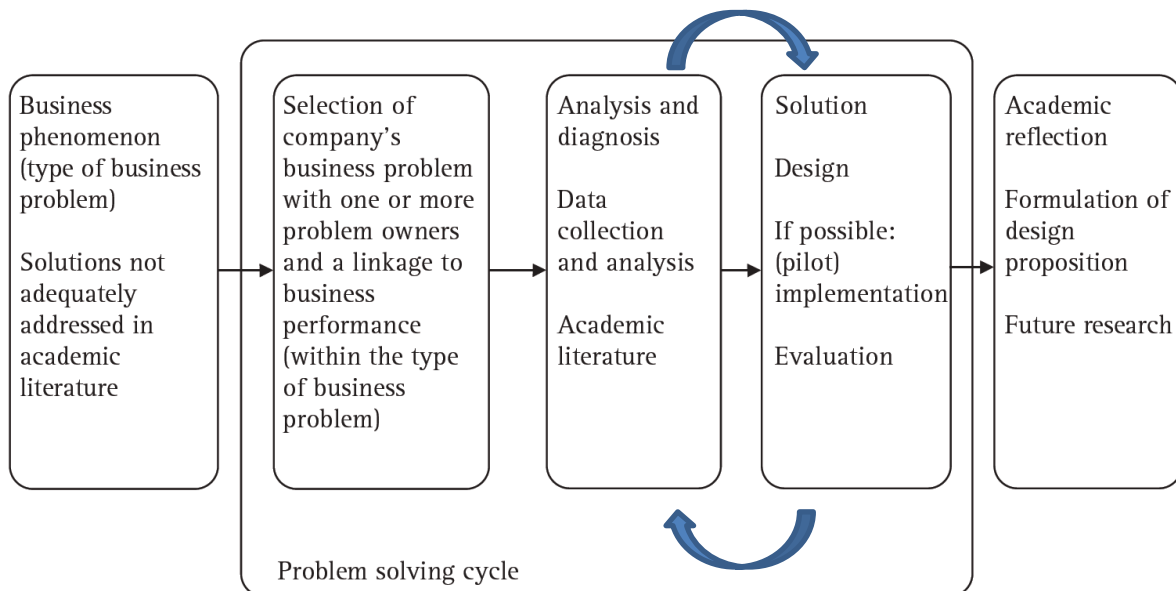 Business
phenomenon
(type of business
problem)
Solutions not
adequately
addressed in
academic
literature
Selection of
company's
business problem
with one or more
problem owners
and a linkage to
business
performance
(within the type
of business
problem)
Analysis and
diagnosis
Data
collection
and analysis
Academic
literature
Solution
Design
If possible:
(pilot)
implementation
Evaluation
Academic
reflection
Formulation of
design
proposition
Future research
Problem solving cycle